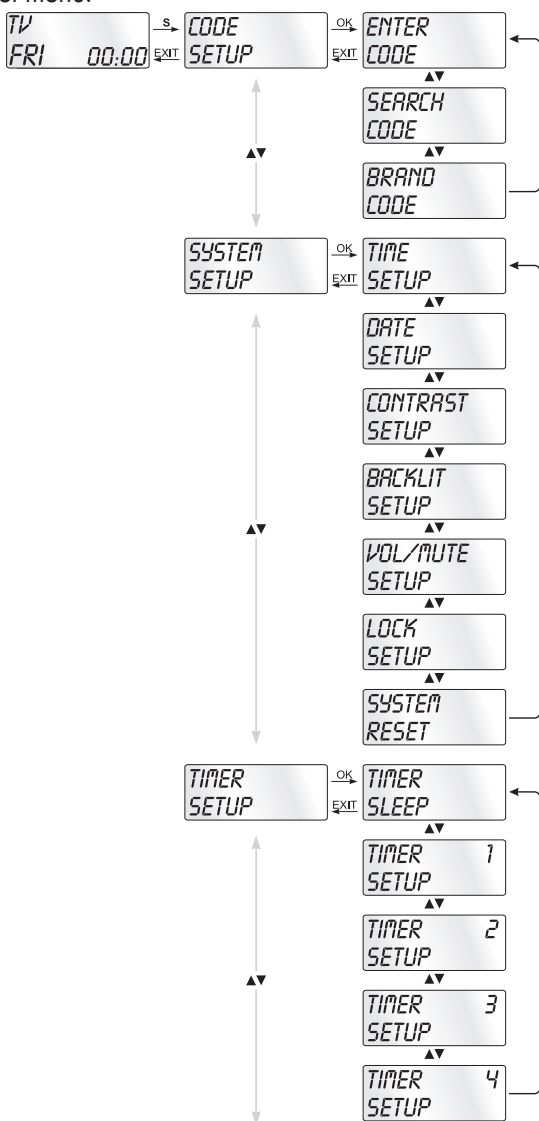 TV
FRI 00:00
S
EXIT
CODE
SETUP
OK
EXIT
ENTER
CODE
▲▼
SEARCH
CODE
▲▼
BRAND
CODE
▲▼
SYSTEM
SETUP
OK
EXIT
TIME
SETUP
▲▼
DATE
SETUP
▲▼
CONTRAST
SETUP
▲▼
BACKLIT
SETUP
▲▼
VOL/MUTE
SETUP
▲▼
LOCK
SETUP
▲▼
SYSTEM
RESET
▲▼
TIMER
SETUP
OK
EXIT
TIMER
SLEEP
▲▼
TIMER 1
SETUP
▲▼
TIMER 2
SETUP
▲▼
TIMER 3
SETUP
▲▼
TIMER 4
SETUP
▲▼